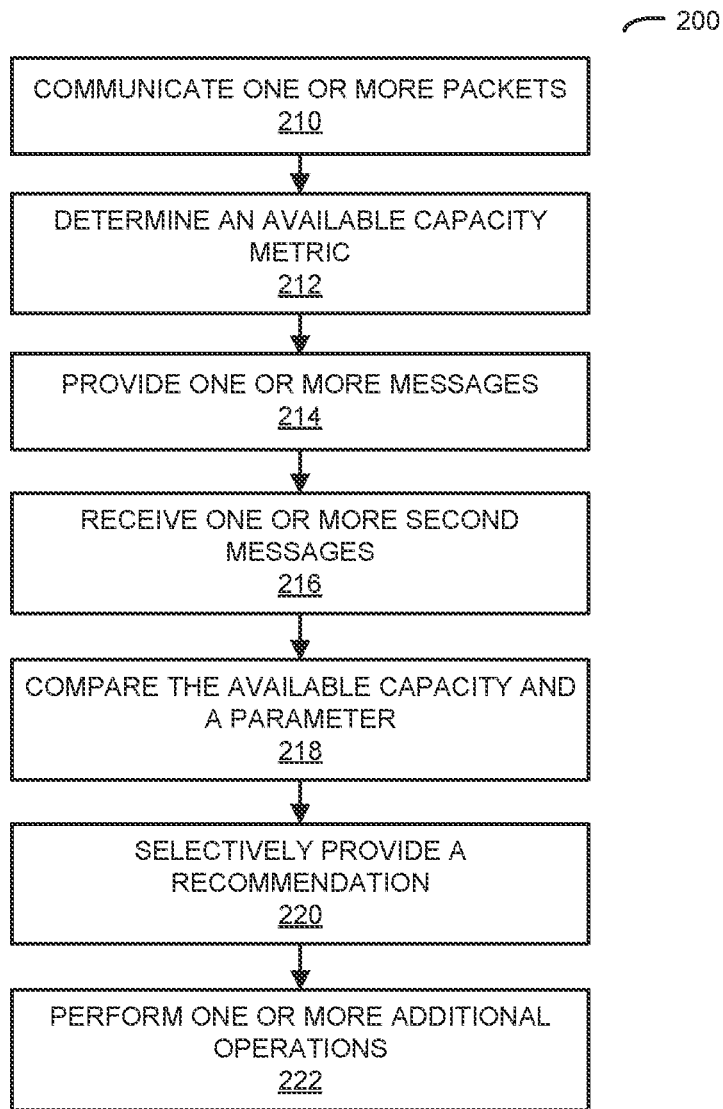 200
COMMUNICATE ONE OR MORE PACKETS
210
DETERMINE AN AVAILABLE CAPACITY
METRIC
212
PROVIDE ONE OR MORE MESSAGES
214
RECEIVE ONE OR MORE SECOND
MESSAGES
216
COMPARE THE AVAILABLE CAPACITY AND
A PARAMETER
218
SELECTIVELY PROVIDE A
RECOMMENDATION
220
PERFORM ONE OR MORE ADDITIONAL
OPERATIONS
222